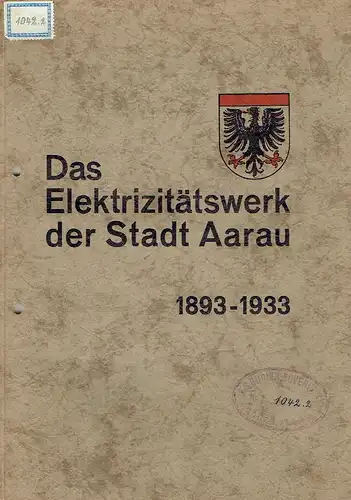 1042.2
Das
Elektrizitätswerk
der Stadt Aarau
1893-1933
1042.2